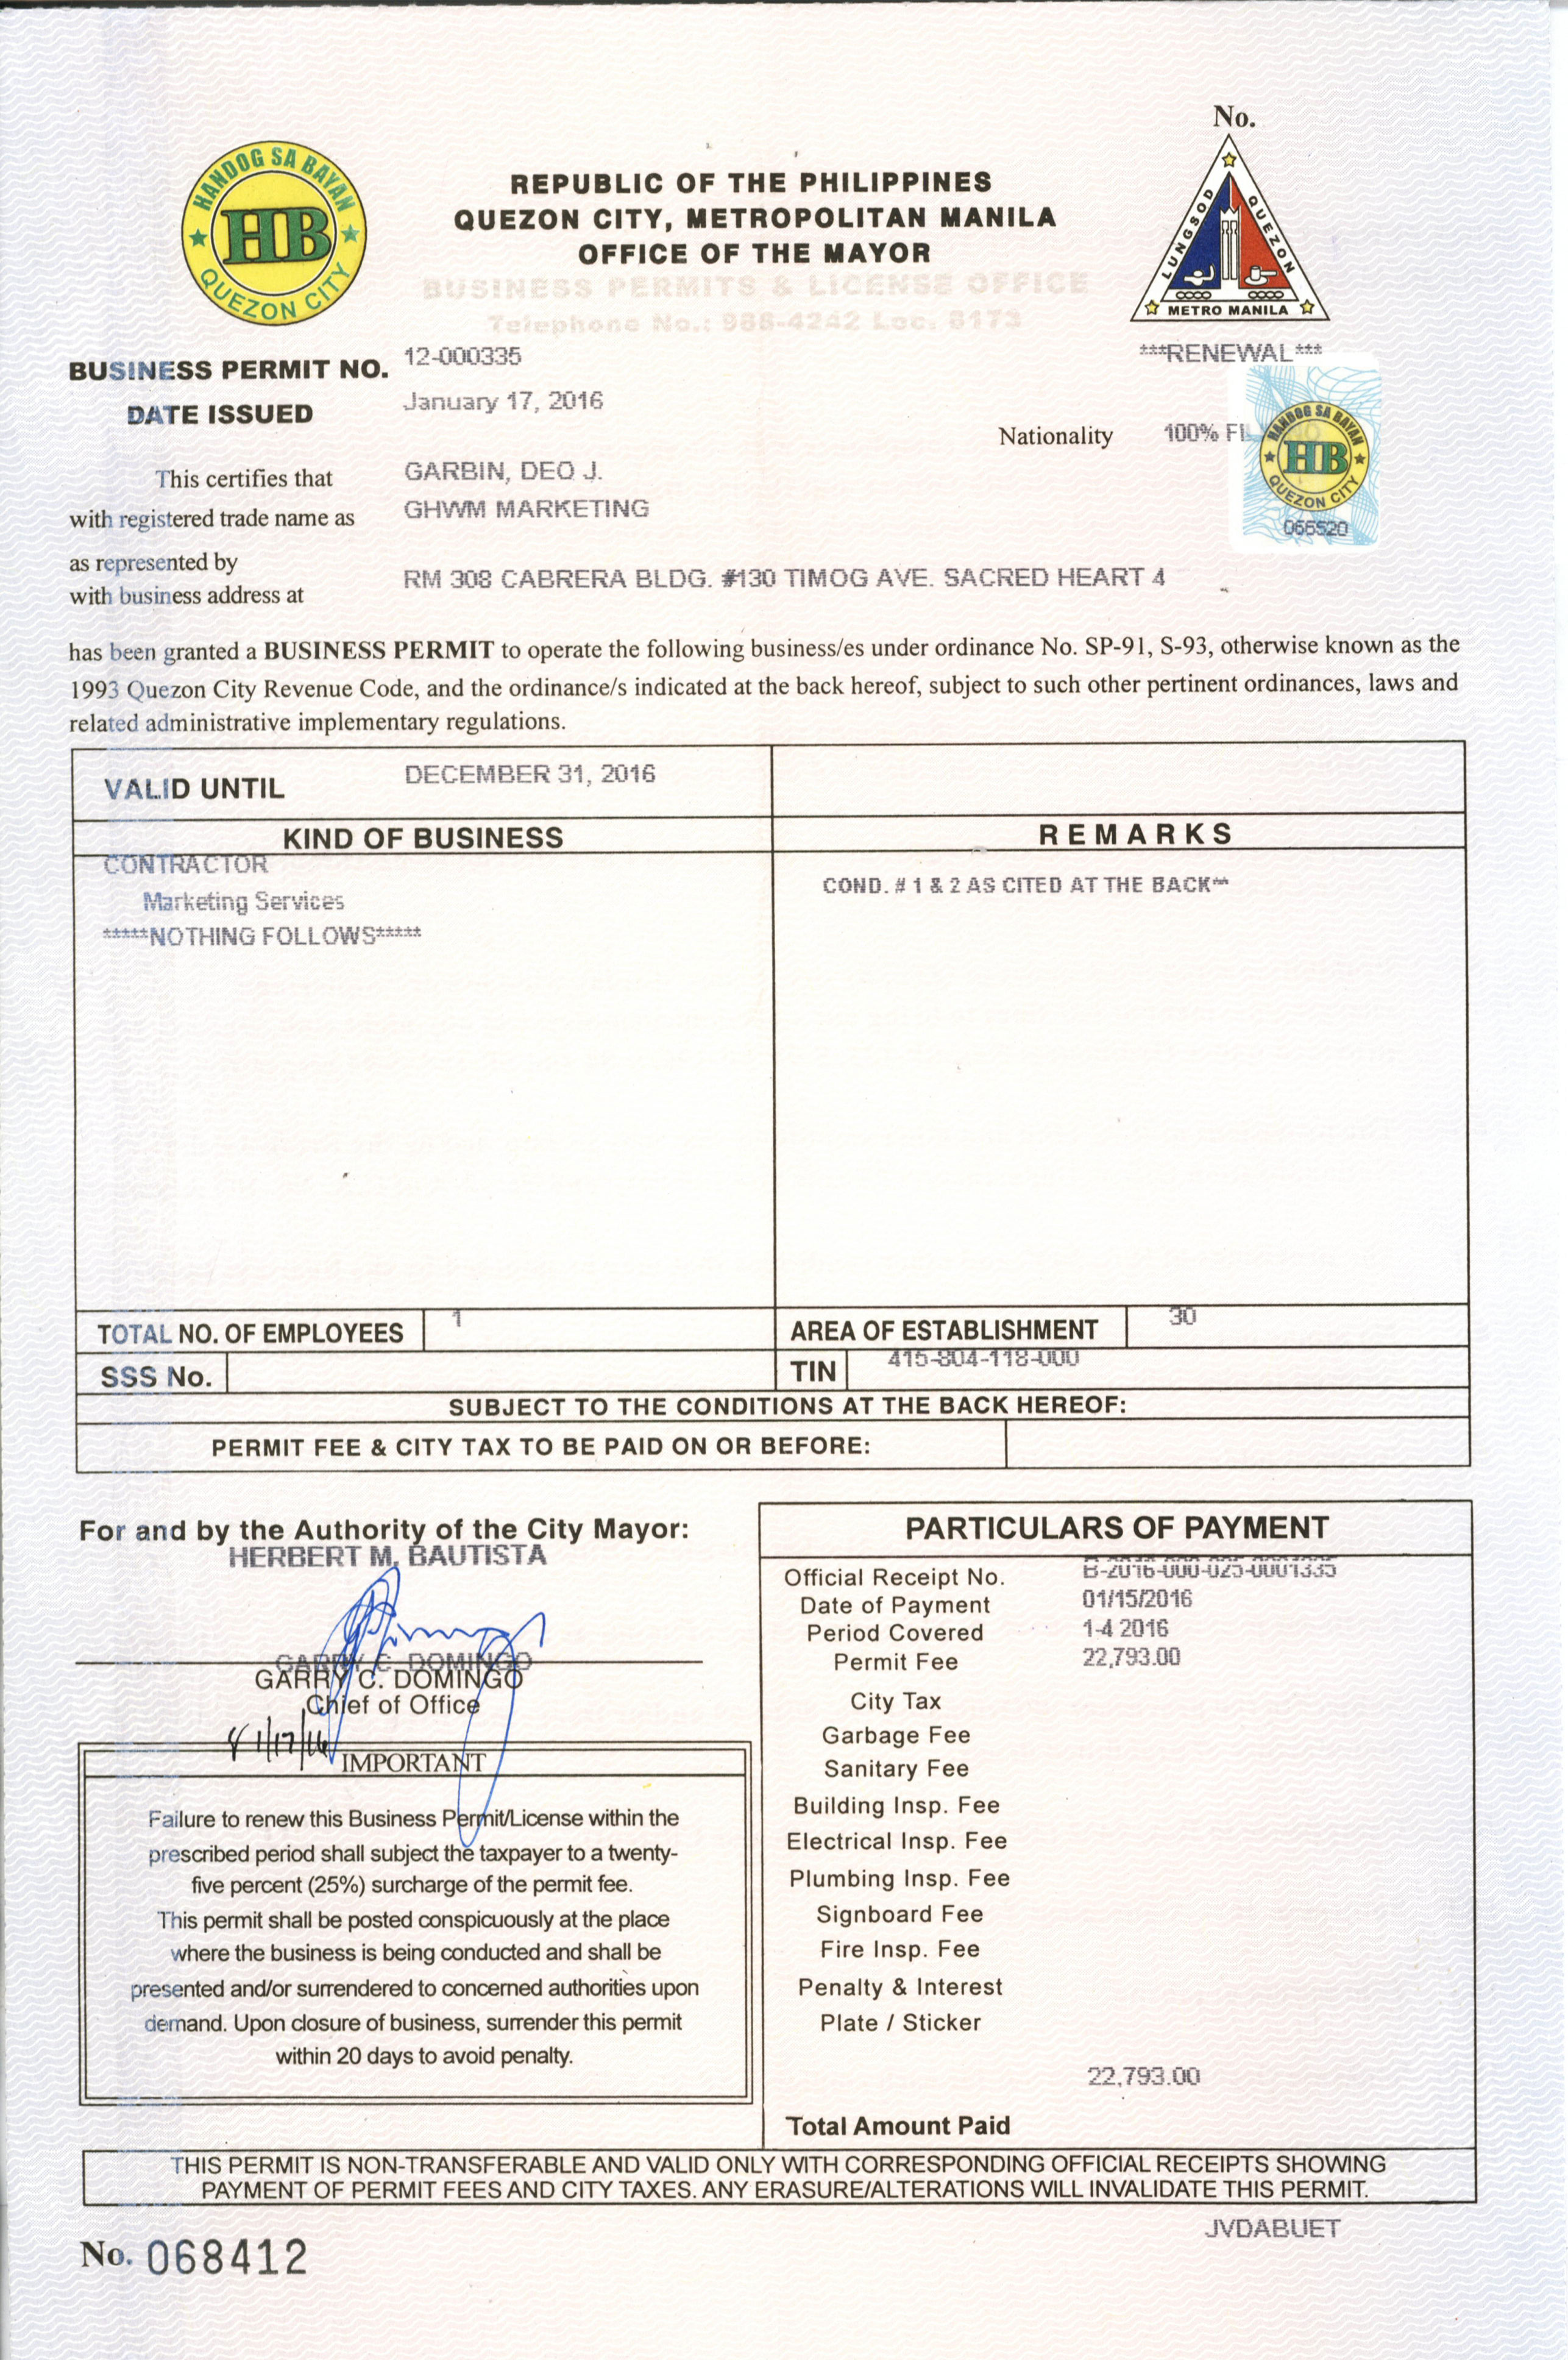 No.
HANDOG SA BAYAN
HB
QUEZON CITY
REPUBLIC OF THE PHILIPPINES
QUEZON CITY, METROPOLITAN MANILA
OFFICE OF THE MAYOR
BUSINESS PERMITS & LICENSE OFFICE
Telephone No.: 988-4242 Loc. 8173
LUNGSOD QUEZON
METRO MANILA
BUSINESS PERMIT NO. 12-000335
***RENEWAL***
DATE ISSUED January 17, 2016
Nationality 100%
HANDOG SA BAYAN
HB
QUEZON CITY
066520
This certifies that GARBIN, DEO J.
with registered trade name as GHWM MARKETING
as represented by
with business address at RM 308 CABRERA BLDG. #130 TIMOG AVE. SACRED HEART 4
has been granted a BUSINESS PERMIT to operate the following business/es under ordinance No. SP-91, S-93, otherwise known as the
1993 Quezon City Revenue Code, and the ordinance/s indicated at the back hereof, subject to such other pertinent ordinances, laws and
related administrative implementary regulations.
VALID UNTIL DECEMBER 31, 2016
KIND OF BUSINESS
REMARKS
CONTRACTOR
Marketing Services
*****NOTHING FOLLOWS*****
COND. # 1 & 2 AS CITED AT THE BACK**
TOTAL NO. OF EMPLOYEES 1
AREA OF ESTABLISHMENT 30
SSS No.
TIN 415-804-118-000
SUBJECT TO THE CONDITIONS AT THE BACK HEREOF:
PERMIT FEE & CITY TAX TO BE PAID ON OR BEFORE:
For and by the Authority of the City Mayor:
HERBERT M. BAUTISTA
GARRY C. DOMINGO
GARRY C. DOMINGO
Chief of Office
1/17/16
IMPORTANT
Failure to renew this Business Permit/License within the
prescribed period shall subject the taxpayer to a twenty-
five percent (25%) surcharge of the permit fee.
This permit shall be posted conspicuously at the place
where the business is being conducted and shall be
presented and/or surrendered to concerned authorities upon
demand. Upon closure of business, surrender this permit
within 20 days to avoid penalty.
PARTICULARS OF PAYMENT
Official Receipt No. B-2016-000-025-0001335
Date of Payment 01/15/2016
Period Covered 1-4 2016
Permit Fee 22,793.00
City Tax
Garbage Fee
Sanitary Fee
Building Insp. Fee
Electrical Insp. Fee
Plumbing Insp. Fee
Signboard Fee
Fire Insp. Fee
Penalty & Interest
Plate / Sticker
22,793.00
Total Amount Paid
THIS PERMIT IS NON-TRANSFERABLE AND VALID ONLY WITH CORRESPONDING OFFICIAL RECEIPTS SHOWING
PAYMENT OF PERMIT FEES AND CITY TAXES. ANY ERASURE/ALTERATIONS WILL INVALIDATE THIS PERMIT.
JVDABUET
No. 068412